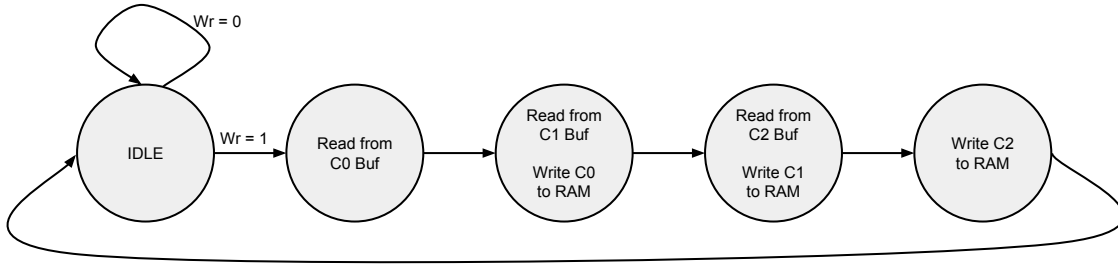 Wr = 0
IDLE
Wr = 1
Read from
C0 Buf
Read from
C1 Buf
Write C0
to RAM
Read from
C2 Buf
Write C1
to RAM
Write C2
to RAM